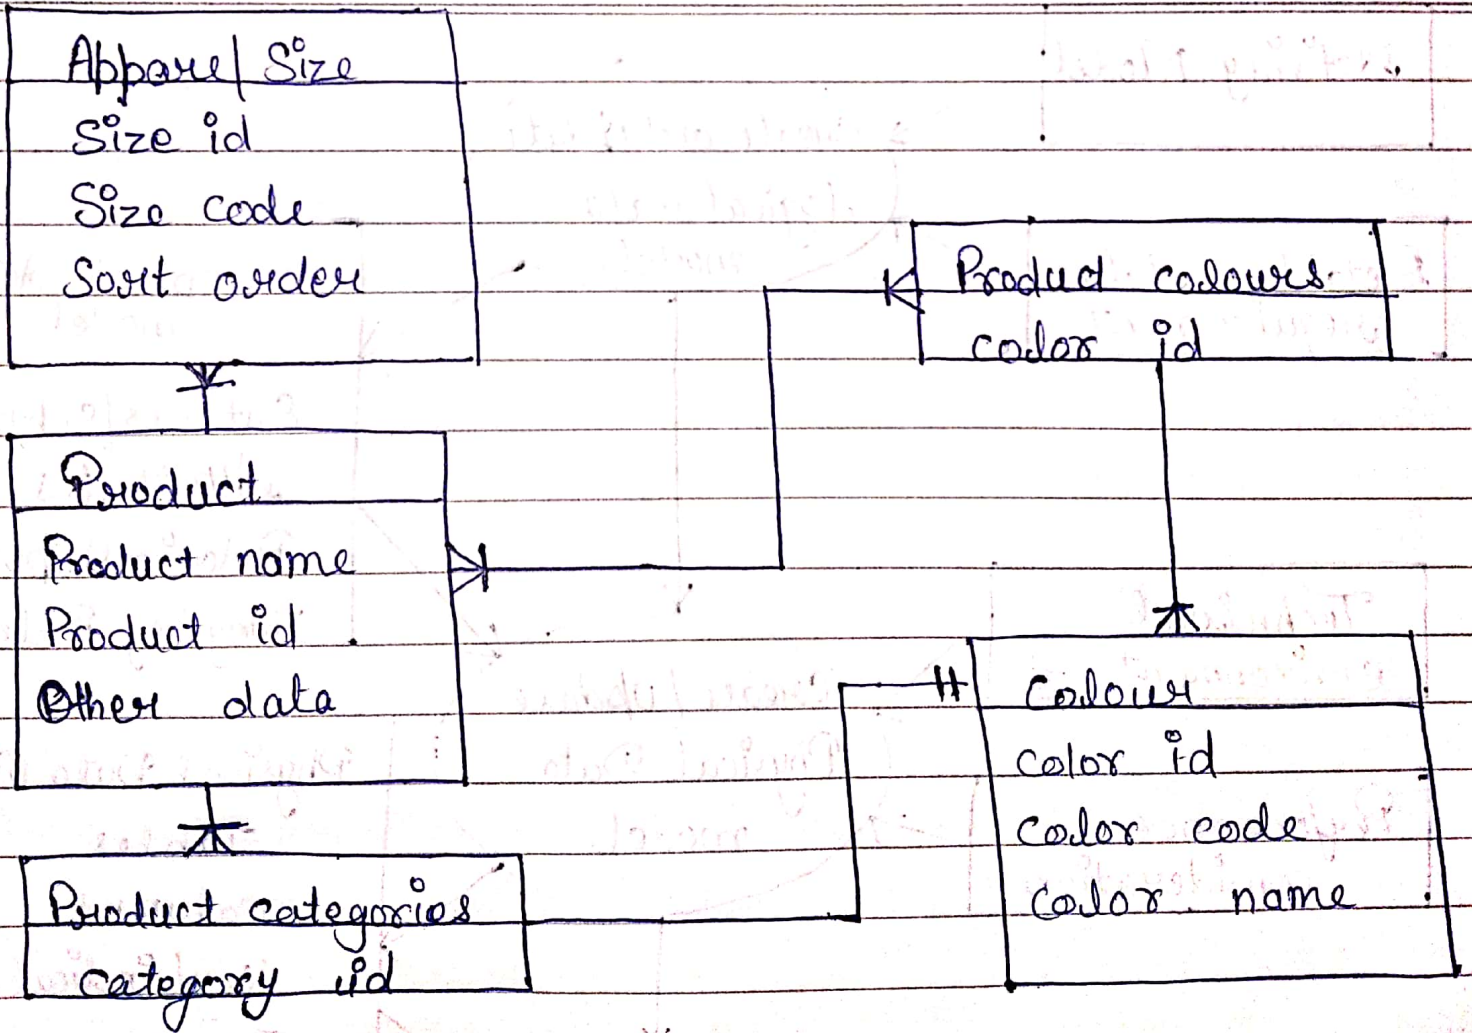 Apparel Size
Size id
Size code
Sort order
Product colours
color id
Product
Product name
Product id
Other data
Colour
Color id
Color code
Color name
Product categories
Category id